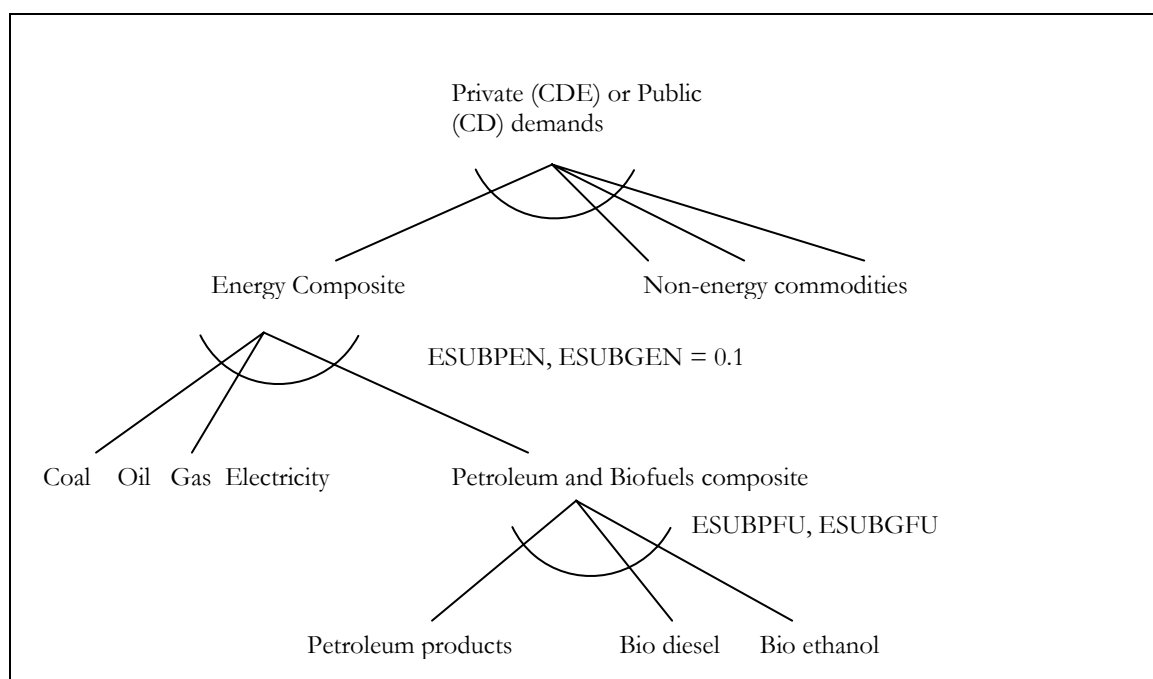 Private (CDE) or Public
(CD) demands
Energy Composite Non-energy commodities
ESUBPEN, ESUBGEN = 0.1
Coal Oil Gas Electricity Petroleum and Biofuels composite
ESUBPFU, ESUBGFU
Petroleum products Bio diesel Bio ethanol